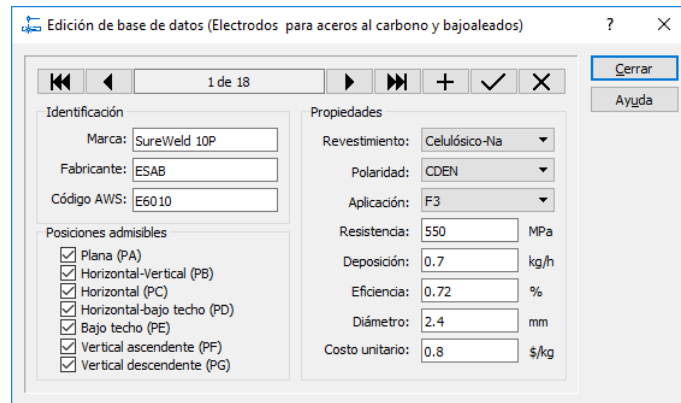 Edición de base de datos (Electrodos para aceros al carbono y bajoaleados)
?
1 de 18
Cerrar
Ayuda
Identificación
Marca: SureWeld 10P
Fabricante: ESAB
Código AWS: E6010
Posiciones admisibles
Plana (PA)
Horizontal-Vertical (PB)
Horizontal (PC)
Horizontal-bajo techo (PD)
Bajo techo (PE)
Vertical ascendente (PF)
Vertical descendente (PG)
Propiedades
Revestimiento: Celulósico-Na
Polaridad: CDEN
Aplicación: F3
Resistencia: 550 MPa
Deposición: 0.7 kg/h
Eficiencia: 0.72 %
Diámetro: 2.4 mm
Costo unitario: 0.8 $/kg